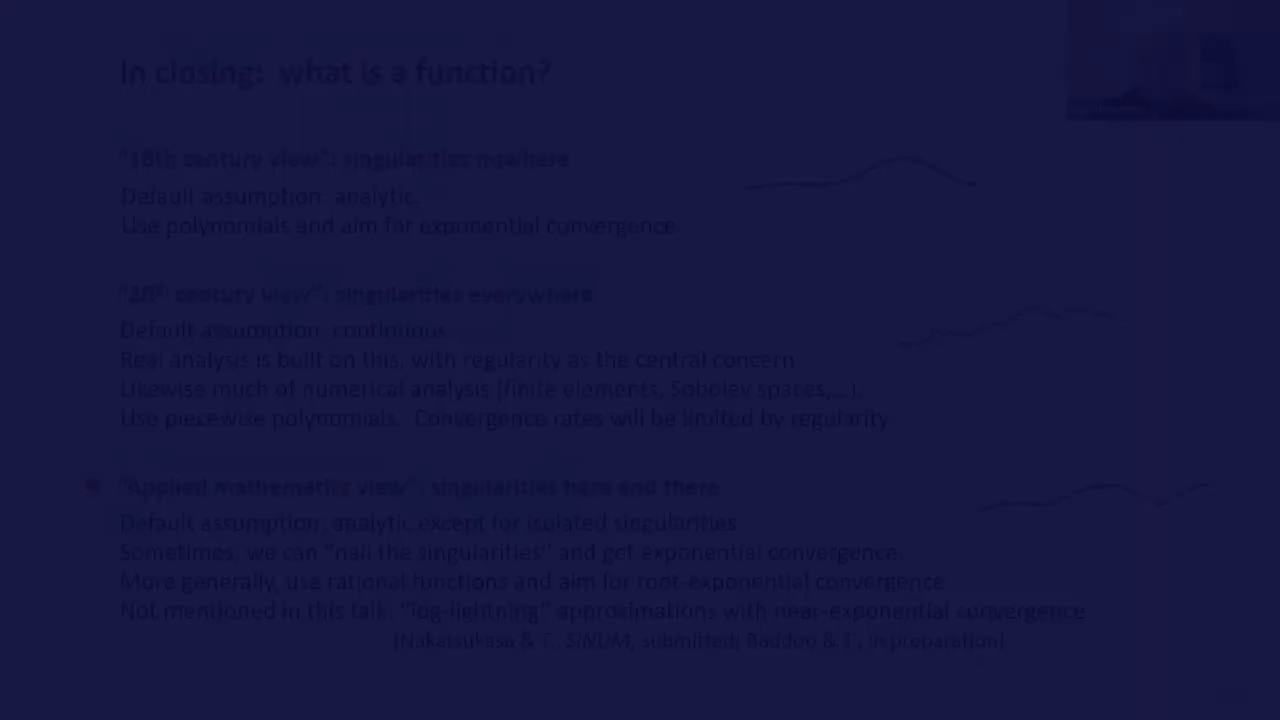 In closing: what is a function?
"18th century view": singularities nowhere
Default assumption: analytic.
Use polynomials and aim for exponential convergence.
"20th century view": singularities everywhere
Default assumption: continuous.
Real analysis is built on this, with regularity as the central concern.
Likewise much of numerical analysis (finite elements, Sobolev spaces,...).
Use piecewise polynomials. Convergence rates will be limited by regularity.
"Applied mathematics view": singularities here and there
Default assumption: analytic except for isolated singularities.
Sometimes, we can "nail the singularities" and get exponential convergence.
More generally, use rational functions and aim for root-exponential convergence.
Not mentioned in this talk: "log-lightning" approximations with near-exponential convergence
(Nakatsukasa & T., SINUM, submitted; Baddoo & T., in preparation)